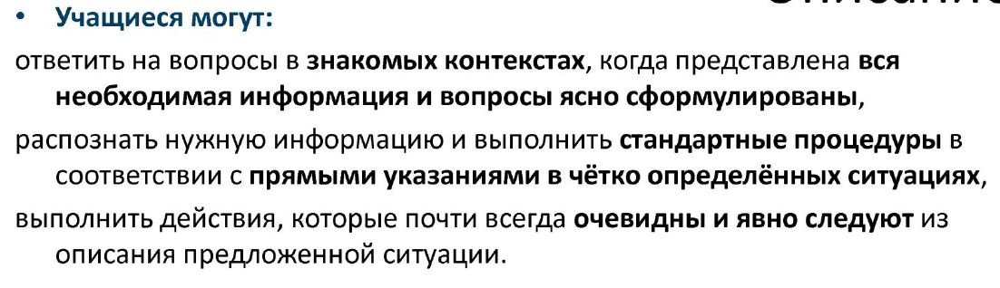 • Учащиеся могут:
ответить на вопросы в знакомых контекстах, когда представлена вся
необходимая информация и вопросы ясно сформулированы,
распознать нужную информацию и выполнить стандартные процедуры в
соответствии с прямыми указаниями в чётко определённых ситуациях,
выполнить действия, которые почти всегда очевидны и явно следуют из
описания предложенной ситуации.